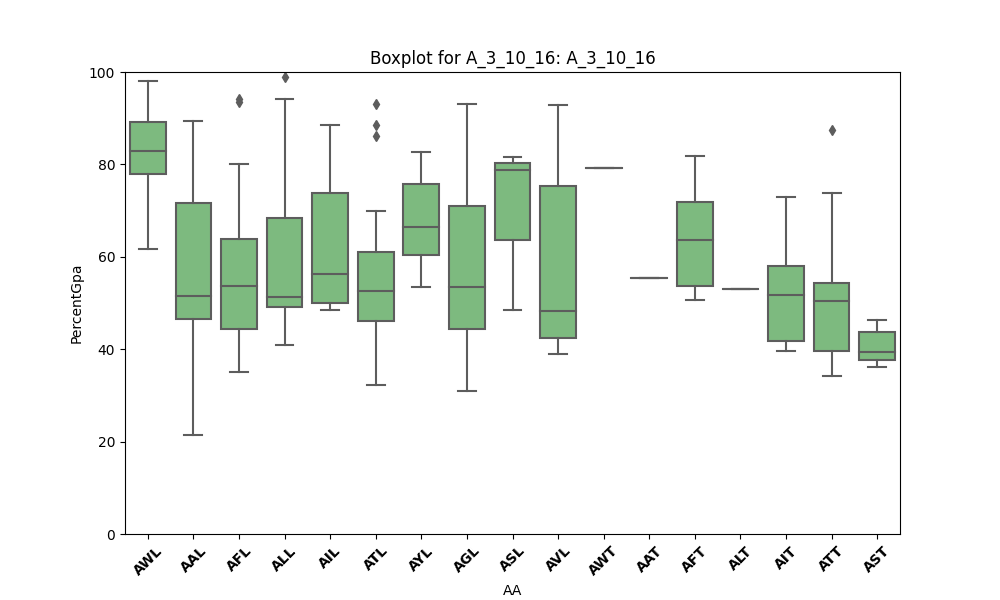 Boxplot for A_3_10_16: A_3_10_16
100
80
60
40
20
0
PercentGpa
AWL AAL AFL ALL AIL ATL AYL AGL ASL AVL AWT AAT AFT ALT AIT ATT AST
AA